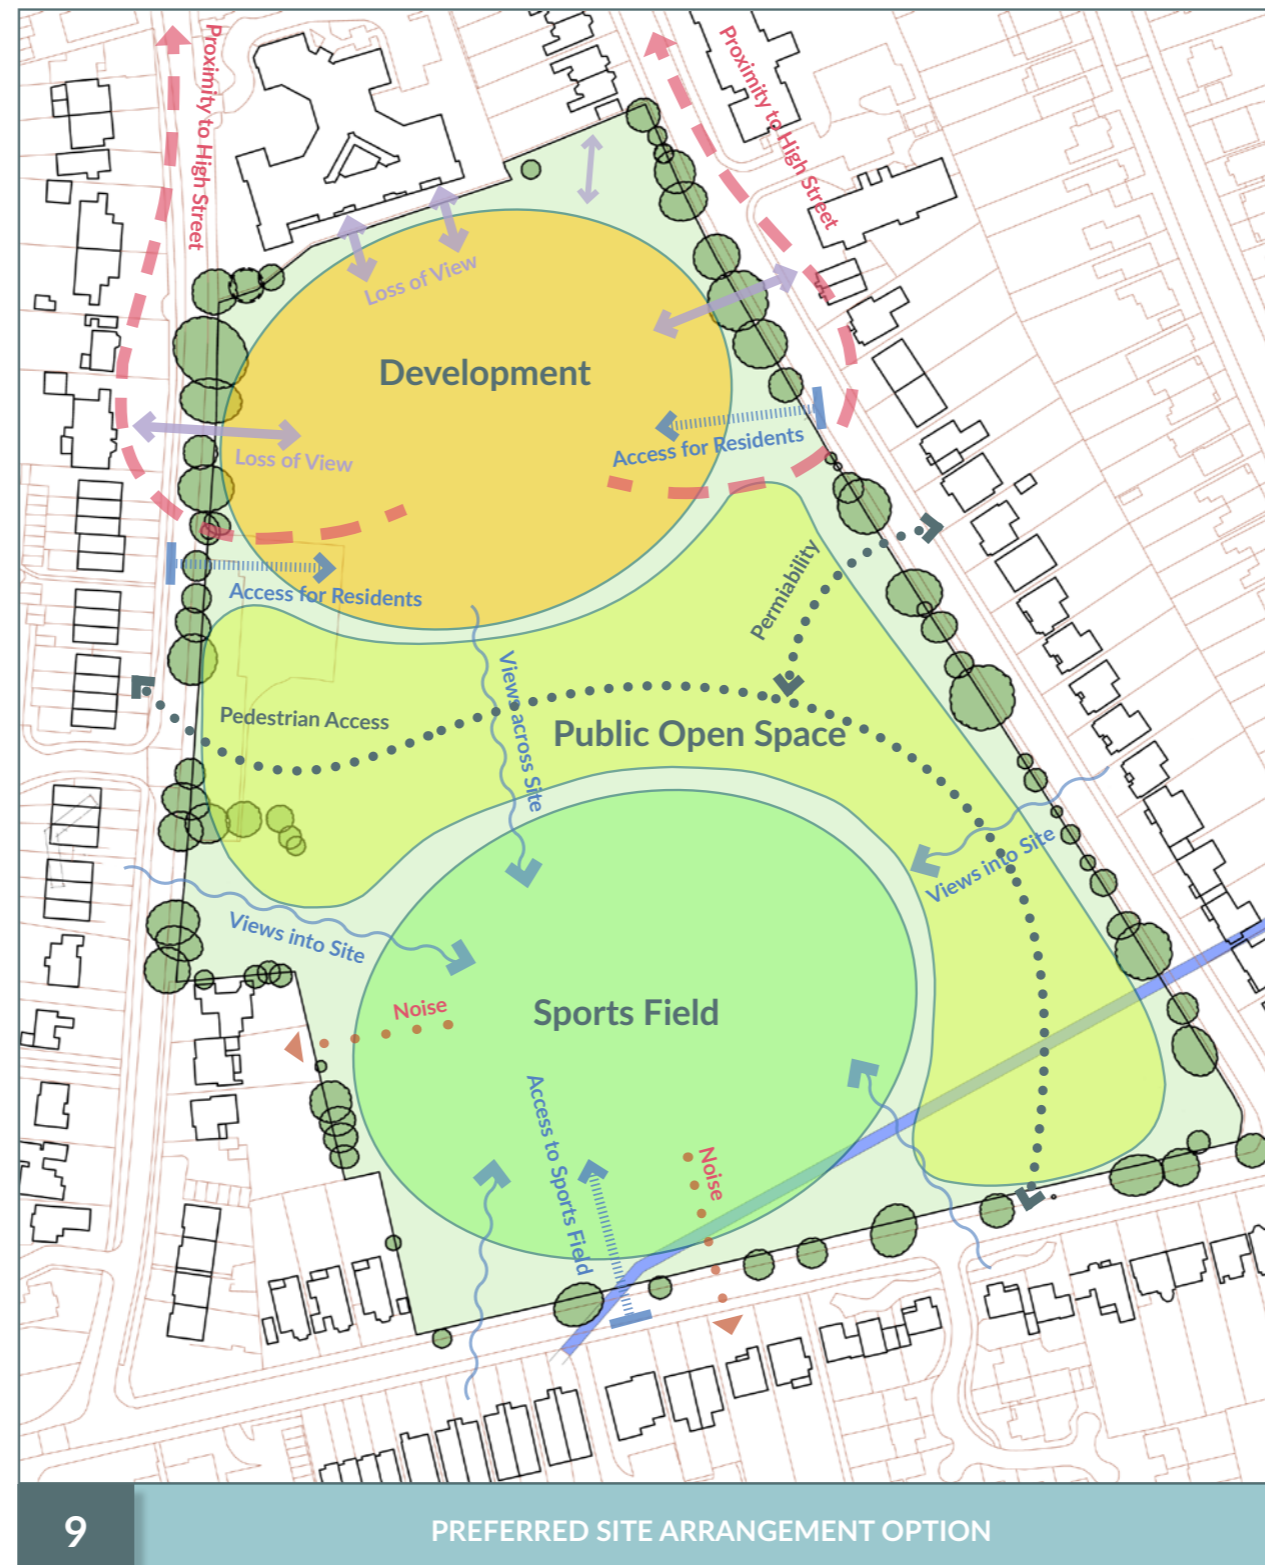 Proximity to High Street
Proximity to High Street
Loss of View
Development
Loss of View
Access for Residents
Access for Residents
Permiability
Views across Site
Pedestrian Access
Public Open Space
Views into Site
Views into Site
Noise
Sports Field
Access to Sports Field
Noise
9
PREFERRED SITE ARRANGEMENT OPTION